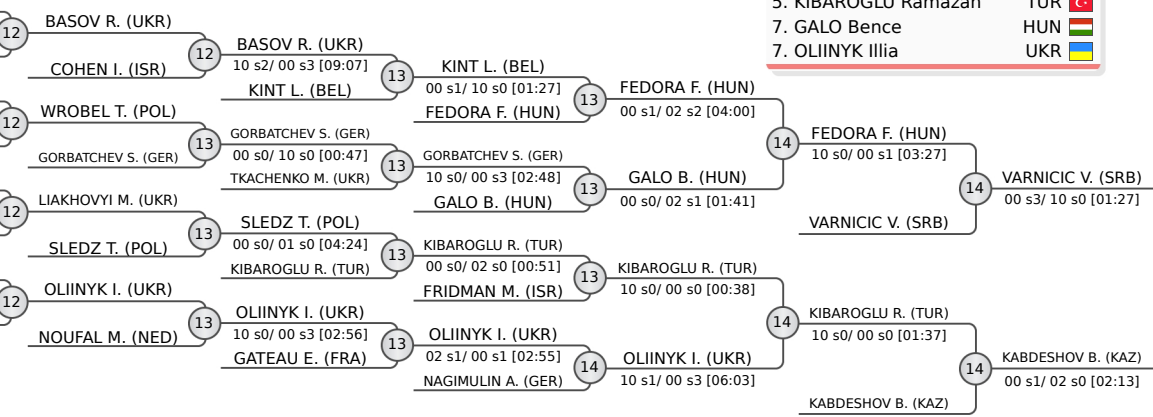 5. KIBAROGLU Ramazan TUR
7. GALO Bence HUN
7. OLIINYK Illia UKR
12
BASOV R. (UKR)
COHEN I. (ISR)
12
WROBEL T. (POL)
GORBATCHEV S. (GER)
12
LIAKHOVYI M. (UKR)
SLEDZ T. (POL)
12
OLIINYK I. (UKR)
NOUFAL M. (NED)
12
BASOV R. (UKR)
10 s2/ 00 s3 [09:07]
KINT L. (BEL)
13
GORBATCHEV S. (GER)
00 s0/ 10 s0 [00:47]
TKACHENKO M. (UKR)
13
SLEDZ T. (POL)
00 s0/ 01 s0 [04:24]
KIBAROGLU R. (TUR)
13
OLIINYK I. (UKR)
10 s0/ 00 s3 [02:56]
GATEAU E. (FRA)
13
KINT L. (BEL)
00 s1/ 10 s0 [01:27]
FEDORA F. (HUN)
13
GORBATCHEV S. (GER)
10 s0/ 00 s3 [02:48]
GALO B. (HUN)
13
KIBAROGLU R. (TUR)
00 s0/ 02 s0 [00:51]
FRIDMAN M. (ISR)
13
OLIINYK I. (UKR)
02 s1/ 00 s1 [02:55]
NAGIMULIN A. (GER)
13
FEDORA F. (HUN)
00 s1/ 02 s2 [04:00]
13
GALO B. (HUN)
00 s0/ 02 s1 [01:41]
13
KIBAROGLU R. (TUR)
10 s0/ 00 s0 [00:38]
14
OLIINYK I. (UKR)
10 s1/ 00 s3 [06:03]
14
FEDORA F. (HUN)
10 s0/ 00 s1 [03:27]
VARNICIC V. (SRB)
14
KIBAROGLU R. (TUR)
10 s0/ 00 s0 [01:37]
KABDESHOV B. (KAZ)
14
VARNICIC V. (SRB)
00 s3/ 10 s0 [01:27]
14
KABDESHOV B. (KAZ)
00 s1/ 02 s0 [02:13]